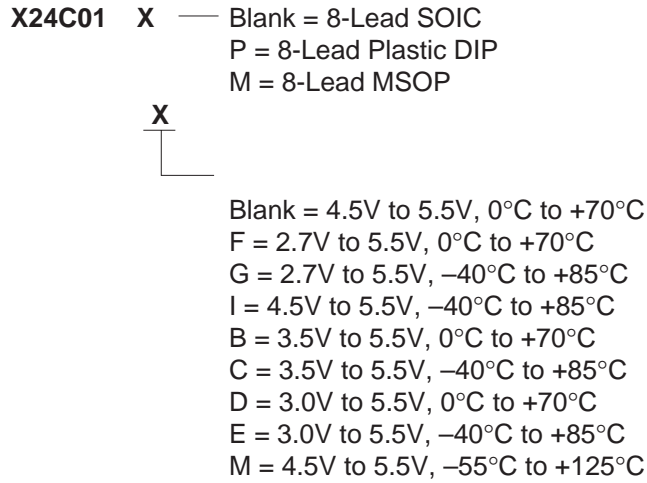 X24C01 X Blank = 8-Lead SOIC
P = 8-Lead Plastic DIP
M = 8-Lead MSOP
X
Blank = 4.5V to 5.5V, 0°C to +70°C
F = 2.7V to 5.5V, 0°C to +70°C
G = 2.7V to 5.5V, –40°C to +85°C
I = 4.5V to 5.5V, –40°C to +85°C
B = 3.5V to 5.5V, 0°C to +70°C
C = 3.5V to 5.5V, –40°C to +85°C
D = 3.0V to 5.5V, 0°C to +70°C
E = 3.0V to 5.5V, –40°C to +85°C
M = 4.5V to 5.5V, –55°C to +125°C